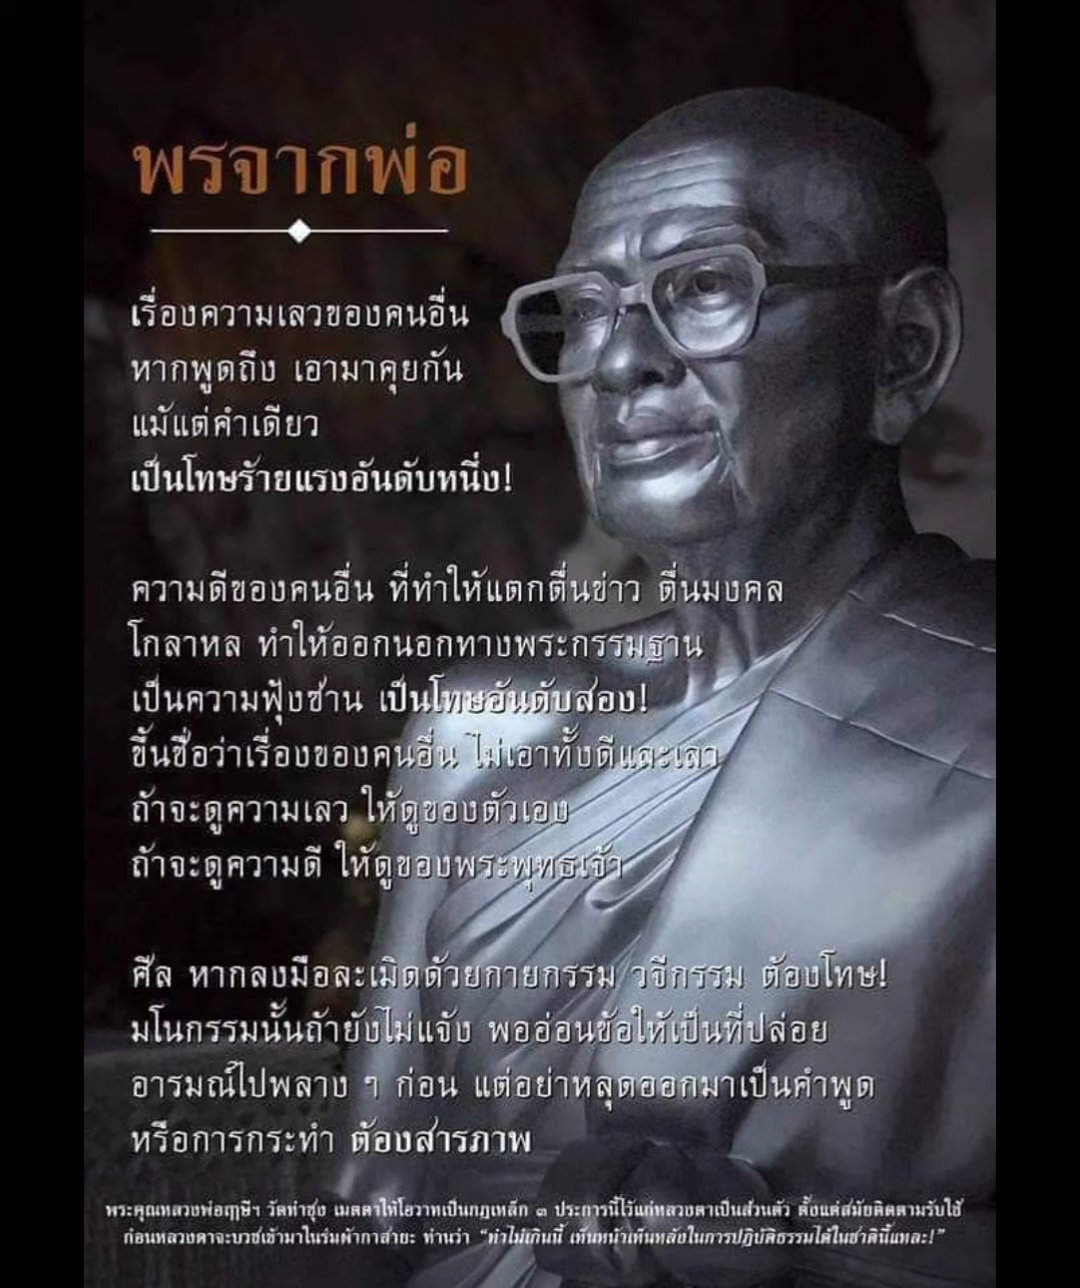 พรจากพ่อ
เรื่องความเลวของคนอื่น
หากพูดถึง เอามาคุยกัน
แม้แต่คำเดียว
เป็นโทษร้ายแรงอันดับหนึ่ง!
ความดีของคนอื่น ที่ทำให้แตกตื่นข่าว ตื่นมงคล
โกลาหล ทำให้ออกนอกทางพระกรรมฐาน
เป็นความฟุ้งซ่าน เป็นโทษอันดับสอง!
ขึ้นชื่อว่าเรื่องของคนอื่น ไม่เอาทั้งดีและเลว
ถ้าจะดูความเลว ให้ดูของตัวเอง
ถ้าจะดูความดี ให้ดูของพระพุทธเจ้า
ศีล หากลงมือละเมิดด้วยกายกรรม วจีกรรม ต้องโทษ!
มโนกรรมนั้นถ้ายังไม่แจ้ง พออ่อนข้อให้เป็นที่ปล่อย
อารมณ์ไปพลาง ๆ ก่อน แต่อย่าหลุดออกมาเป็นคำพูด
หรือการกระทำ ต้องสารภาพ
พระคุณหลวงพ่อฤๅษีฯ วัดท่าซุง เมตตาให้โอวาทเป็นกฎเหล็ก ๓ ประการนี้ไว้แก่หลวงตาเป็นส่วนตัว ตั้งแต่สมัยติดตามรับใช้
ก่อนหลวงตาจะบวชเข้ามาในร่มผ้ากาสายะ ท่านว่า "ทำไม่เกินนี้ เห็นหน้าเห็นหลังในการปฏิบัติธรรมได้ในชาตินี้แหละ!"